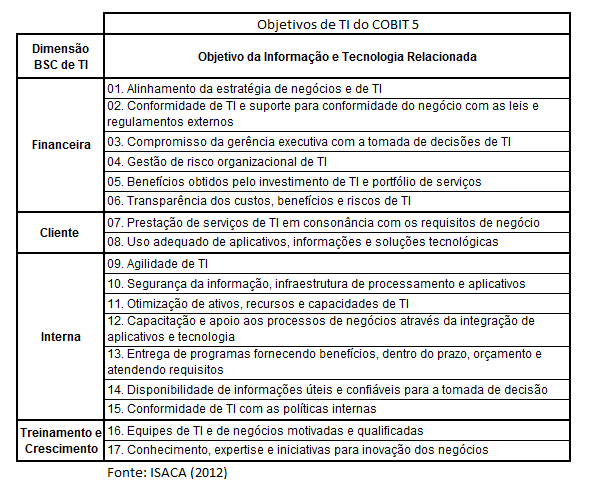 Objetivos de TI do COBIT 5
Dimensão
BSC de TI
Objetivo da Informação e Tecnologia Relacionada
Financeira
01. Alinhamento da estratégia de negócios e de TI
02. Conformidade de TI e suporte para conformidade do negócio com as leis e
regulamentos externos
03. Compromisso da gerência executiva com a tomada de decisões de TI
04. Gestão de risco organizacional de TI
05. Benefícios obtidos pelo investimento de TI e portfólio de serviços
06. Transparência dos custos, benefícios e riscos de TI
Cliente
07. Prestação de serviços de TI em consonância com os requisitos de negócio
08. Uso adequado de aplicativos, informações e soluções tecnológicas
Interna
09. Agilidade de TI
10. Segurança da informação, infraestrutura de processamento e aplicativos
11. Otimização de ativos, recursos e capacidades de TI
12. Capacitação e apoio aos processos de negócios através da integração de
aplicativos e tecnologia
13. Entrega de programas fornecendo benefícios, dentro do prazo, orçamento e
atendendo requisitos
14. Disponibilidade de informações úteis e confiáveis para a tomada de decisão
15. Conformidade de TI com as políticas internas
Treinamento e
Crescimento
16. Equipes de TI e de negócios motivadas e qualificadas
17. Conhecimento, expertise e iniciativas para inovação dos negócios
Fonte: ISACA (2012)